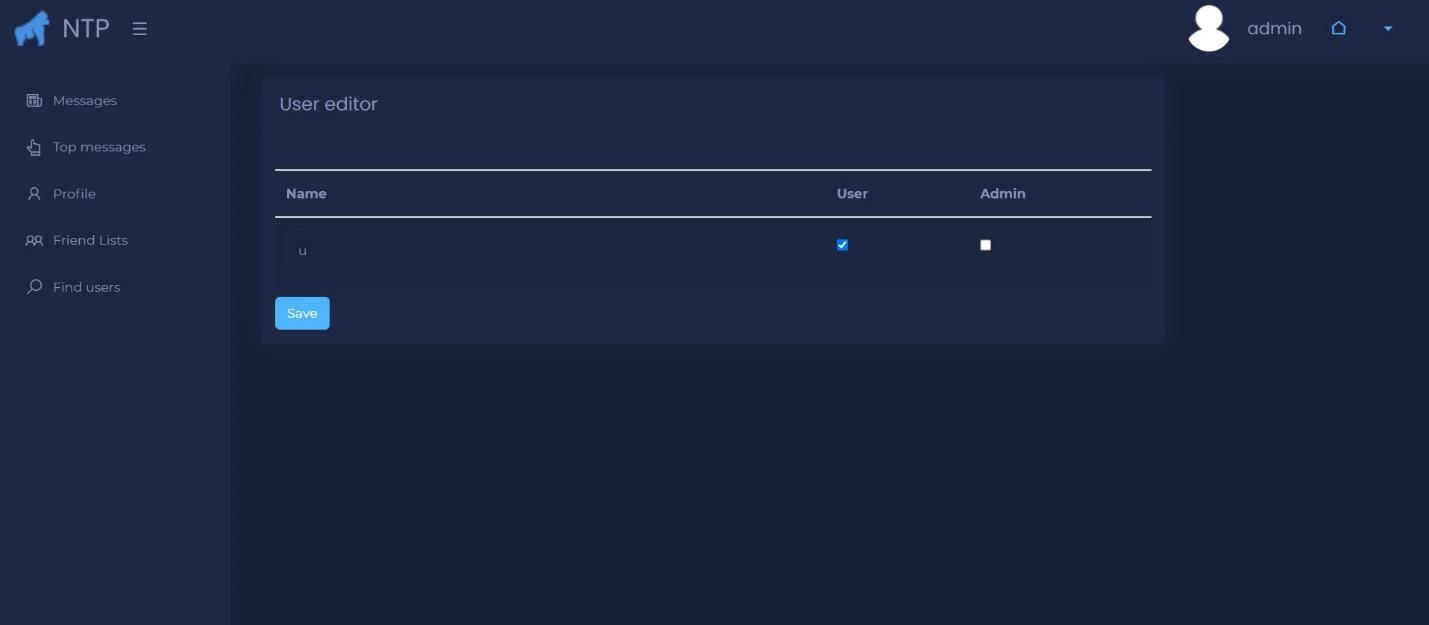 NTP
admin
Messages
Top messages
Profile
Friend Lists
Find users
User editor
Name User Admin
u
Save